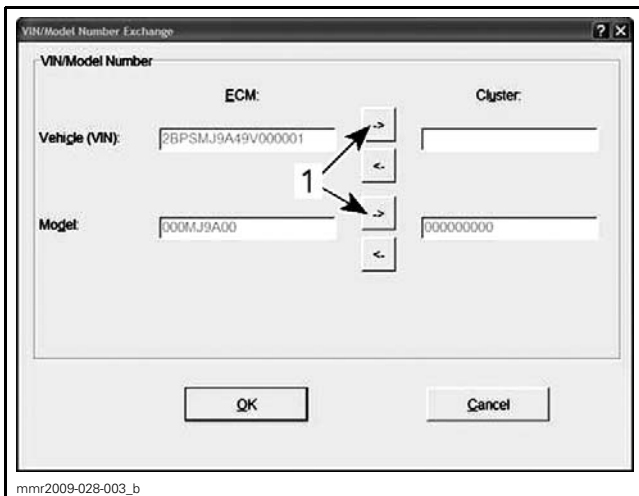 VIN/Model Number Exchange
? X
VIN/Model Number
ECM:
Cluster:
Vehicle (VIN):
2BPSMJ9A49V000001
->
<-
1
Model:
000MJ9A00
->
000000000
<-
OK
Cancel
mmr2009-028-003_b